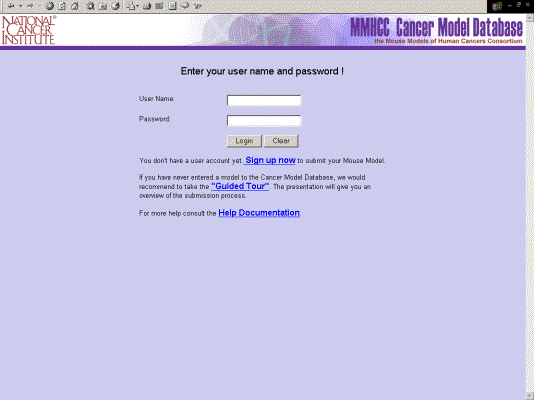 NATIONAL
CANCER
INSTITUTE
MMHCC Cancer Model Database
the Mouse Models of Human Cancers Consortium
Enter your user name and password !
User Name:
Password:
Login Clear
You don't have a user account yet. Sign up now to submit your Mouse Model.
If you have never entered a model to the Cancer Model Database, we would
recommend to take the "Guided Tour". The presentation will give you an
overview of the submission process.
For more help consult the Help Documentation.